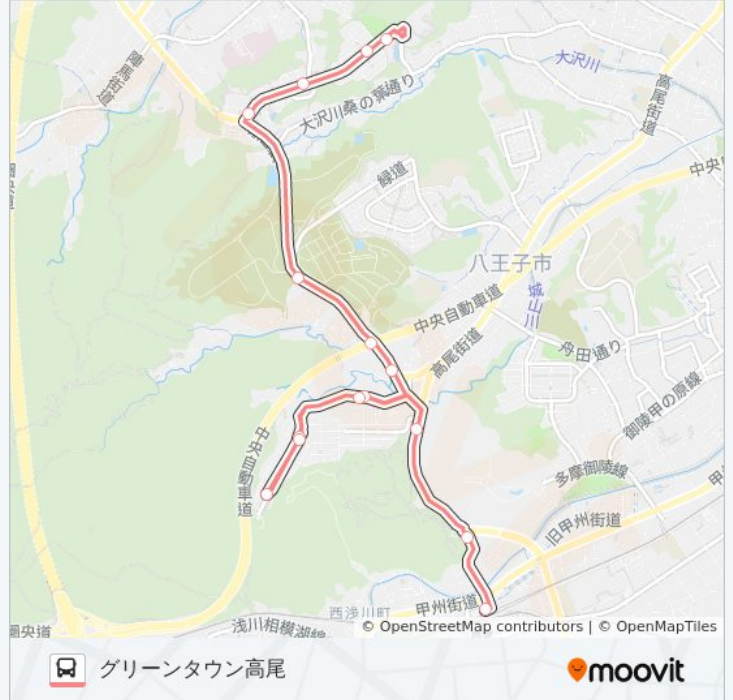 陣馬街道
大沢川
高尾街道
大沢川桑の葉通り
中央
緑道
圏央道
八王子市
城山川
中央自動車道
高尾街道
舟田通り
御陵甲の原線
中央自動車道
多摩御陵線
甲州
旧甲州街道
西浅川町
甲州街道
圏央道
浅川相模湖線
© OpenStreetMap contributors | © OpenMapTiles
グリーンタウン高尾
moovit